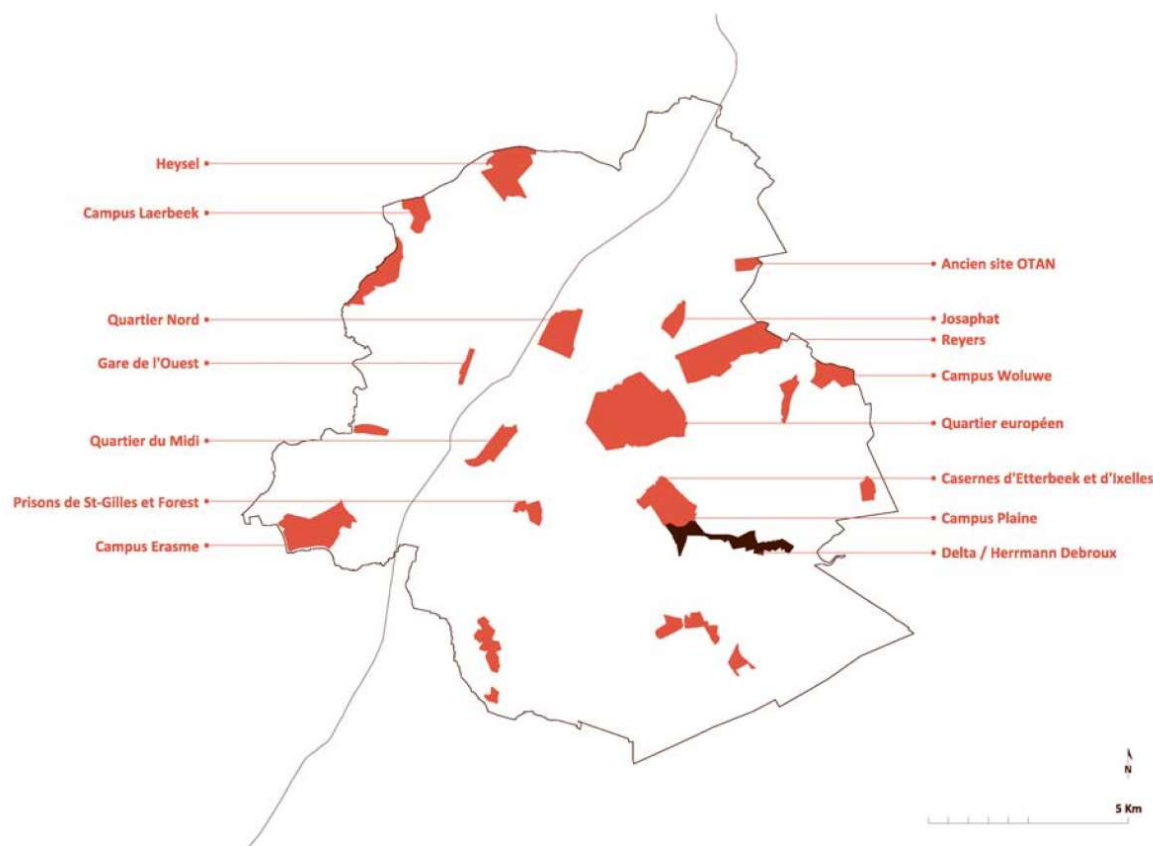 Heysel
Campus Laerbeek
Quartier Nord
Gare de l'Ouest
Quartier du Midi
Prisons de St-Gilles et Forest
Campus Erasme
Ancien site OTAN
Josaphat
Reyers
Campus Woluwe
Quartier européen
Casernes d'Etterbeek et d'Ixelles
Campus Plaine
Delta / Herrmann Debroux
N
5 Km